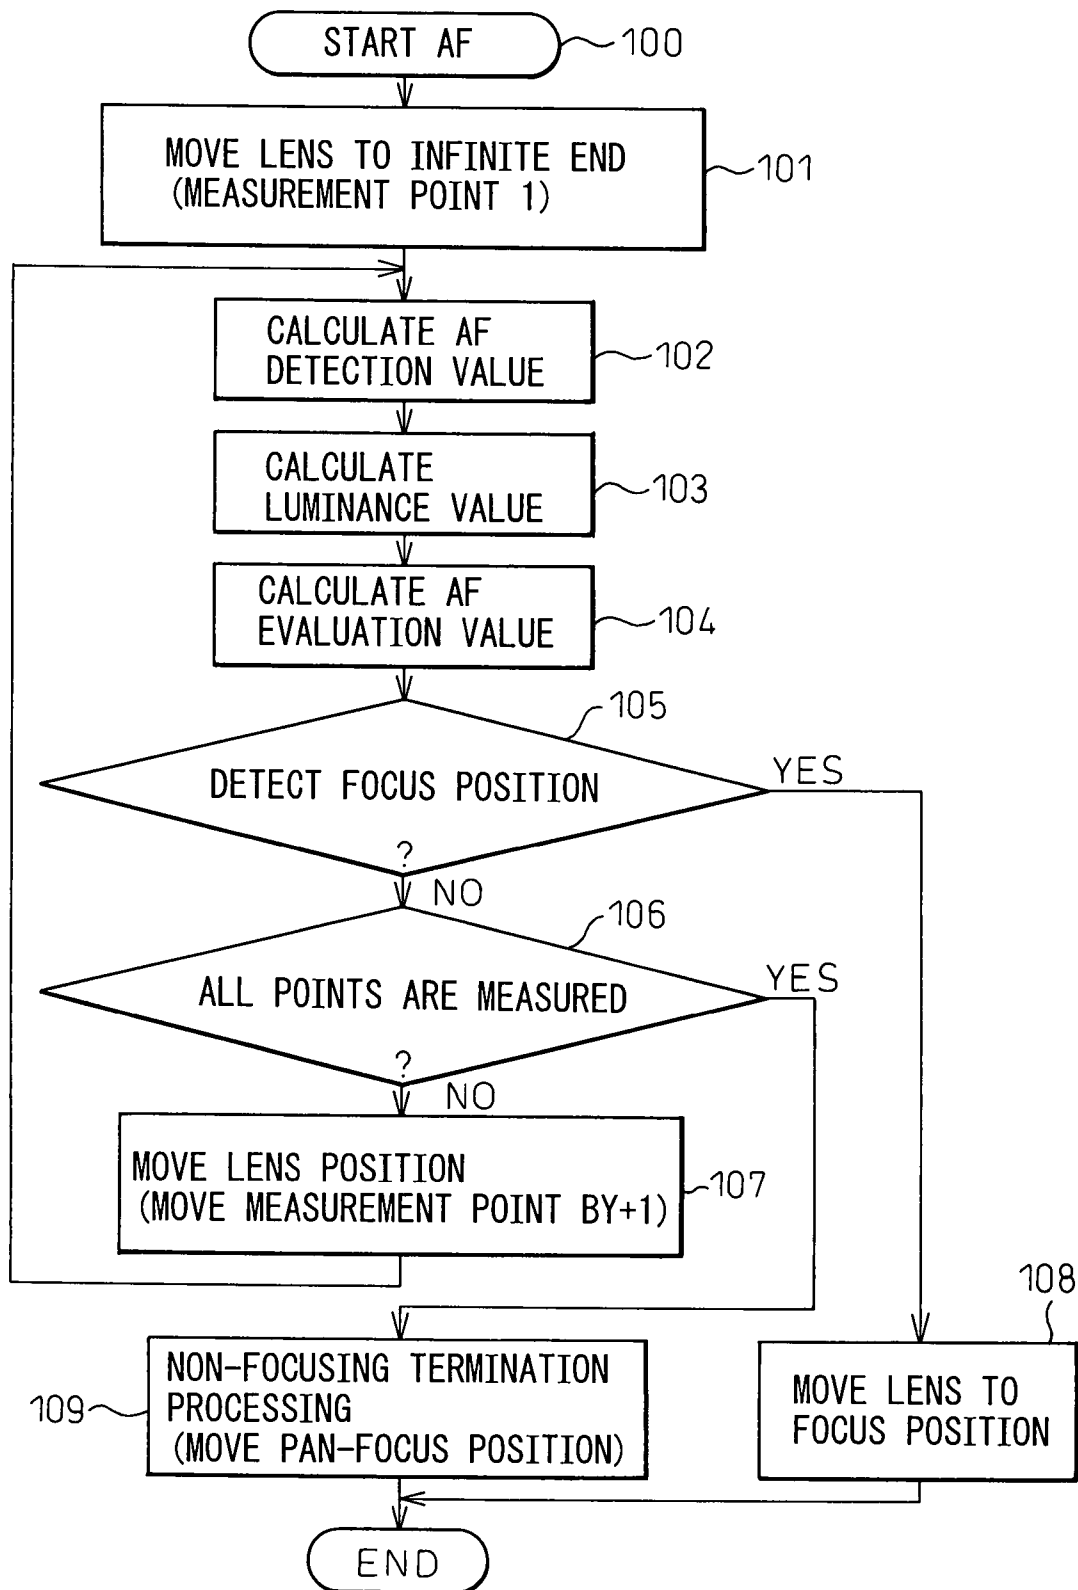 START AF
100
MOVE LENS TO INFINITE END
(MEASUREMENT POINT 1)
101
CALCULATE AF
DETECTION VALUE
102
CALCULATE
LUMINANCE VALUE
103
CALCULATE AF
EVALUATION VALUE
104
105
DETECT FOCUS POSITION
?
YES
NO
106
ALL POINTS ARE MEASURED
?
YES
NO
MOVE LENS POSITION
(MOVE MEASUREMENT POINT BY+1)
107
108
MOVE LENS TO
FOCUS POSITION
109
NON-FOCUSING TERMINATION
PROCESSING
(MOVE PAN-FOCUS POSITION)
END